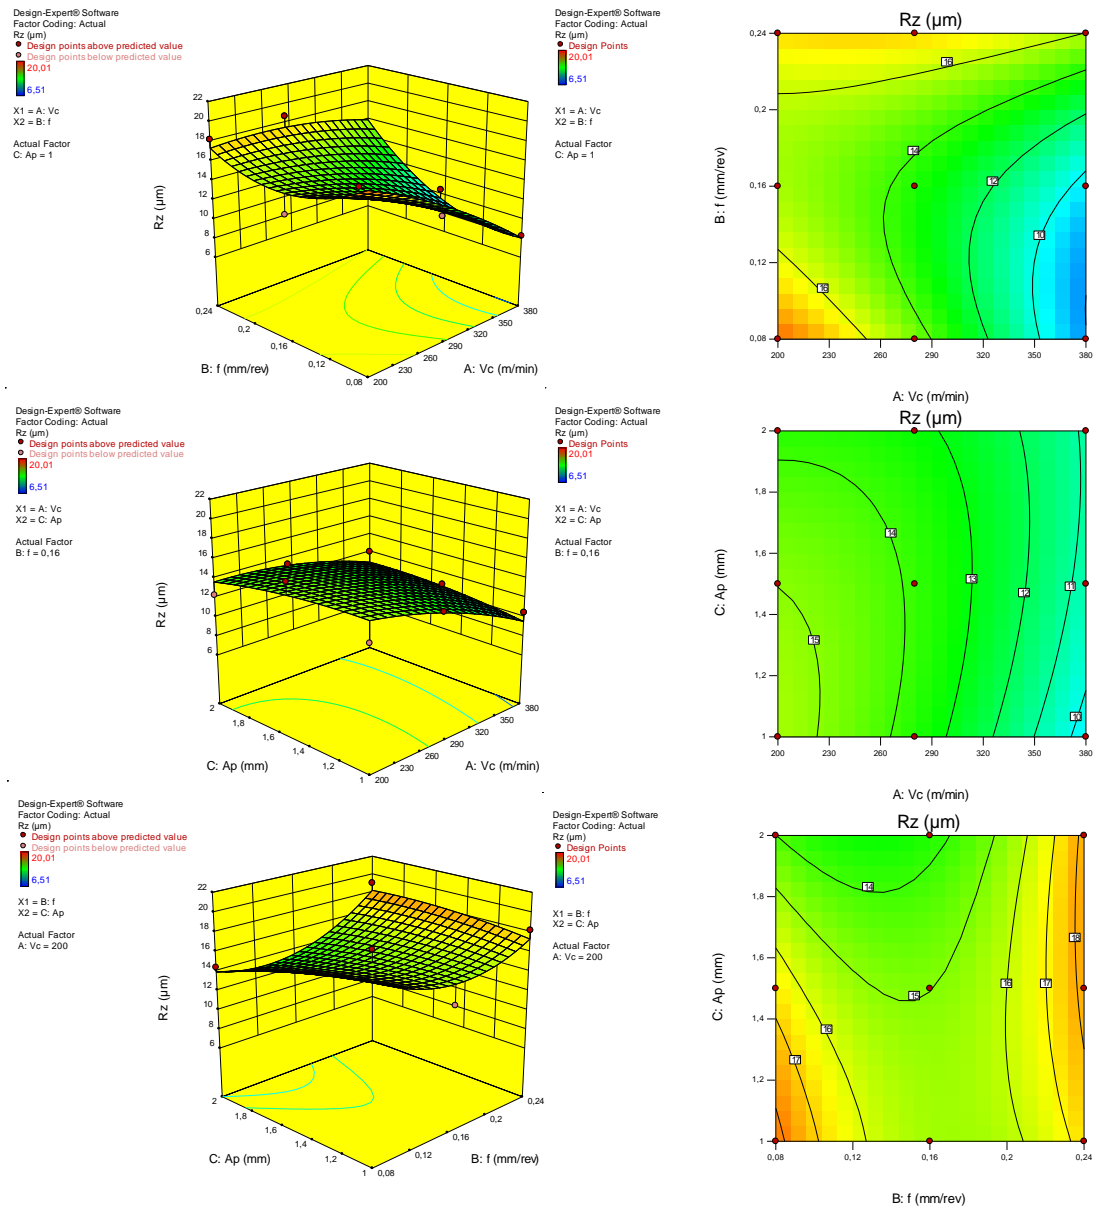 Design-Expert® Software
Factor Coding: Actual
Rz (µm)
Design points above predicted value
Design points below predicted value
20,01
6,51
X1 = A: Vc
X2 = B: f
Actual Factor
C: Ap = 1
22
20
18
16
14
12
10
8
6
Rz (µm)
0,24
0,2
0,16
0,12
0,08
B: f (mm/rev)
200
230
260
290
320
350
380
A: Vc (m/min)
Design-Expert® Software
Factor Coding: Actual
Rz (µm)
Design Points
20,01
6,51
X1 = A: Vc
X2 = B: f
Actual Factor
C: Ap = 1
Rz (µm)
0,24
0,2
0,16
0,12
0,08
B: f (mm/rev)
16
14
12
10
16
200
230
260
290
320
350
380
A: Vc (m/min)
Design-Expert® Software
Factor Coding: Actual
Rz (µm)
Design points above predicted value
Design points below predicted value
20,01
6,51
X1 = A: Vc
X2 = C: Ap
Actual Factor
B: f = 0,16
22
20
18
16
14
12
10
8
6
Rz (µm)
2
1,8
1,6
1,4
1,2
1
C: Ap (mm)
200
230
260
290
320
350
380
A: Vc (m/min)
Design-Expert® Software
Factor Coding: Actual
Rz (µm)
Design Points
20,01
6,51
X1 = A: Vc
X2 = C: Ap
Actual Factor
B: f = 0,16
Rz (µm)
2
1,8
1,6
1,4
1,2
1
C: Ap (mm)
14
13
12
11
15
10
200
230
260
290
320
350
380
A: Vc (m/min)
Design-Expert® Software
Factor Coding: Actual
Rz (µm)
Design points above predicted value
Design points below predicted value
20,01
6,51
X1 = B: f
X2 = C: Ap
Actual Factor
A: Vc = 200
22
20
18
16
14
12
10
8
6
Rz (µm)
2
1,8
1,6
1,4
1,2
1
C: Ap (mm)
0,08
0,12
0,16
0,2
0,24
B: f (mm/rev)
Design-Expert® Software
Factor Coding: Actual
Rz (µm)
Design Points
20,01
6,51
X1 = B: f
X2 = C: Ap
Actual Factor
A: Vc = 200
Rz (µm)
2
1,8
1,6
1,4
1,2
1
C: Ap (mm)
14
18
15
16
17
16
17
0,08
0,12
0,16
0,2
0,24
B: f (mm/rev)